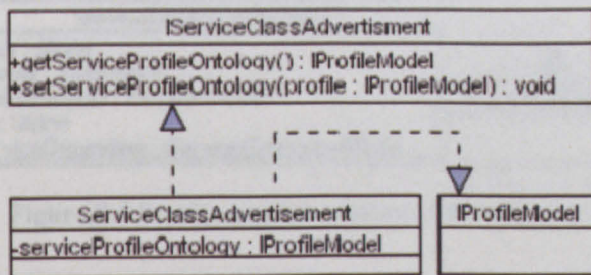 IServiceClassAdvertisment
+getServiceProfileOntology() : IProfileModel
+setServiceProfileOntology(profile : IProfileModel) : void
ServiceClassAdvertisement
-serviceProfileOntology : IProfileModel
IProfileModel